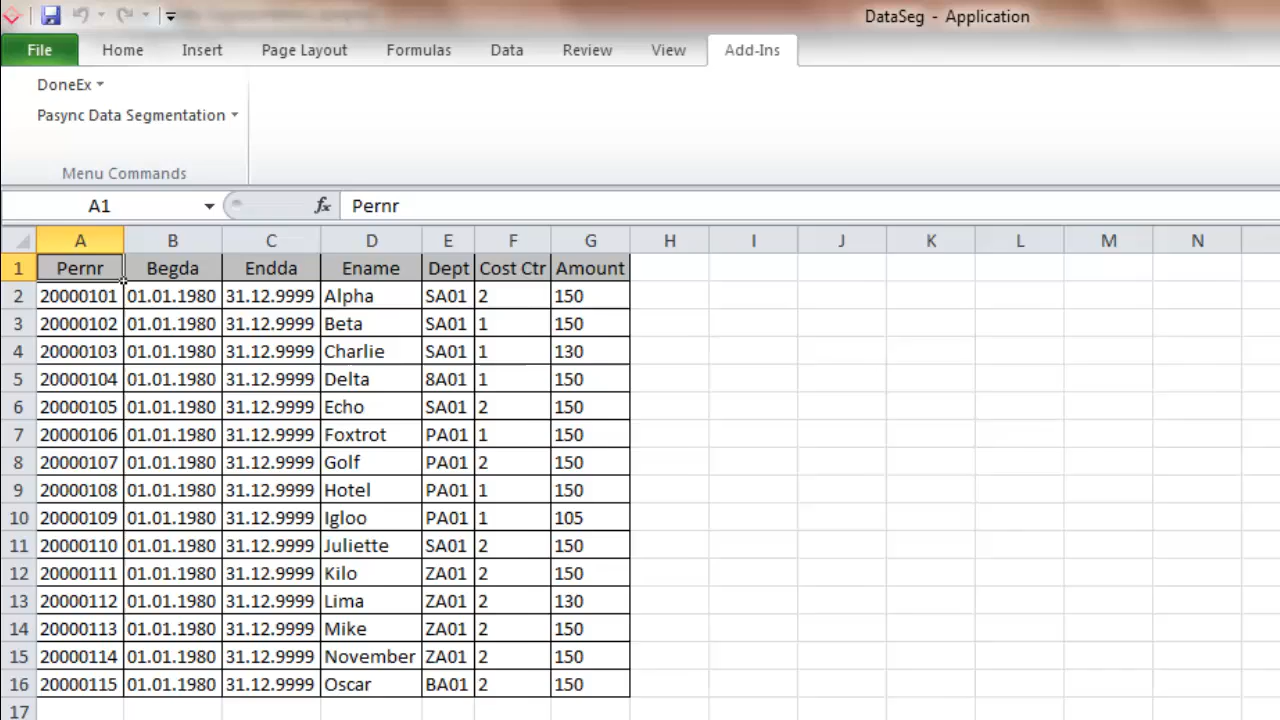 DataSeg - Application
File Home Insert Page Layout Formulas Data Review View Add-Ins
DoneEx
Pasync Data Segmentation
Menu Commands
A1 fx Pernr
A B C D E F G H I J K L M N
1 Pernr Begda Endda Ename Dept Cost Ctr Amount
2 20000101 01.01.1980 31.12.9999 Alpha SA01 2 150
3 20000102 01.01.1980 31.12.9999 Beta SA01 1 150
4 20000103 01.01.1980 31.12.9999 Charlie SA01 1 130
5 20000104 01.01.1980 31.12.9999 Delta 8A01 1 150
6 20000105 01.01.1980 31.12.9999 Echo SA01 2 150
7 20000106 01.01.1980 31.12.9999 Foxtrot PA01 1 150
8 20000107 01.01.1980 31.12.9999 Golf PA01 2 150
9 20000108 01.01.1980 31.12.9999 Hotel PA01 1 150
10 20000109 01.01.1980 31.12.9999 Igloo PA01 1 105
11 20000110 01.01.1980 31.12.9999 Juliette SA01 2 150
12 20000111 01.01.1980 31.12.9999 Kilo ZA01 2 150
13 20000112 01.01.1980 31.12.9999 Lima ZA01 2 130
14 20000113 01.01.1980 31.12.9999 Mike ZA01 2 150
15 20000114 01.01.1980 31.12.9999 November ZA01 2 150
16 20000115 01.01.1980 31.12.9999 Oscar BA01 2 150
17